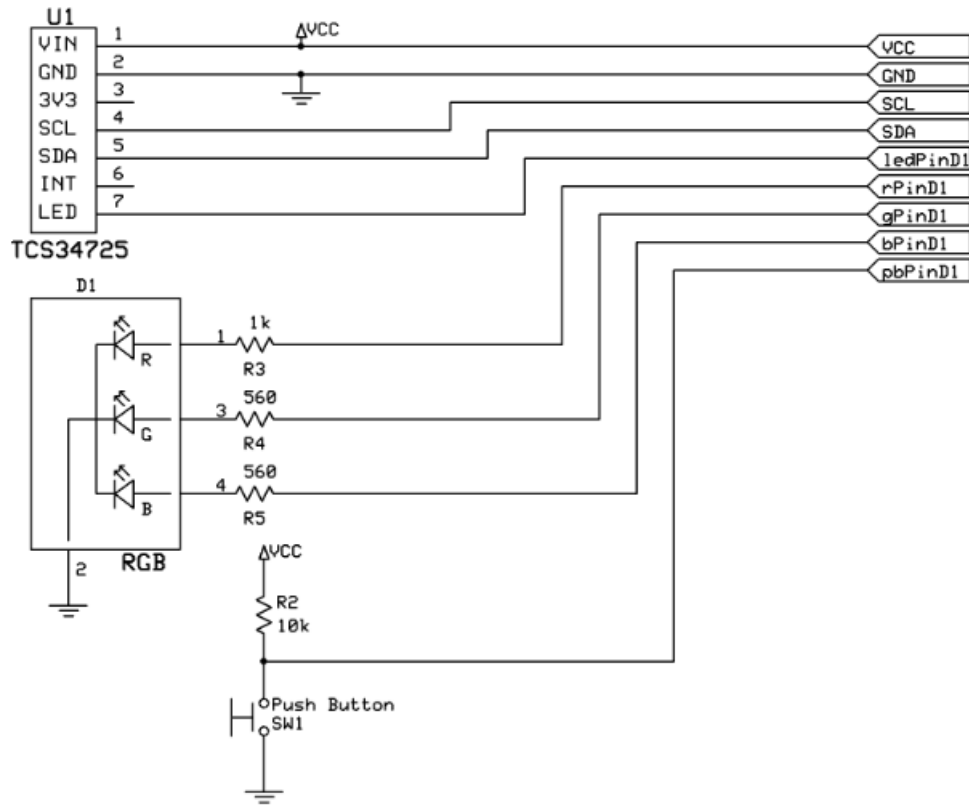 U1
VIN 1
GND 2
3V3 3
SCL 4
SDA 5
INT 6
LED 7
TCS34725
VCC
VCC
GND
SCL
SDA
ledPinD1
rPinD1
gPinD1
bPinD1
pbPinD1
D1
R
1
1k
R3
G
3
560
R4
B
4
560
R5
RGB
2
VCC
R2
10k
Push Button
SW1